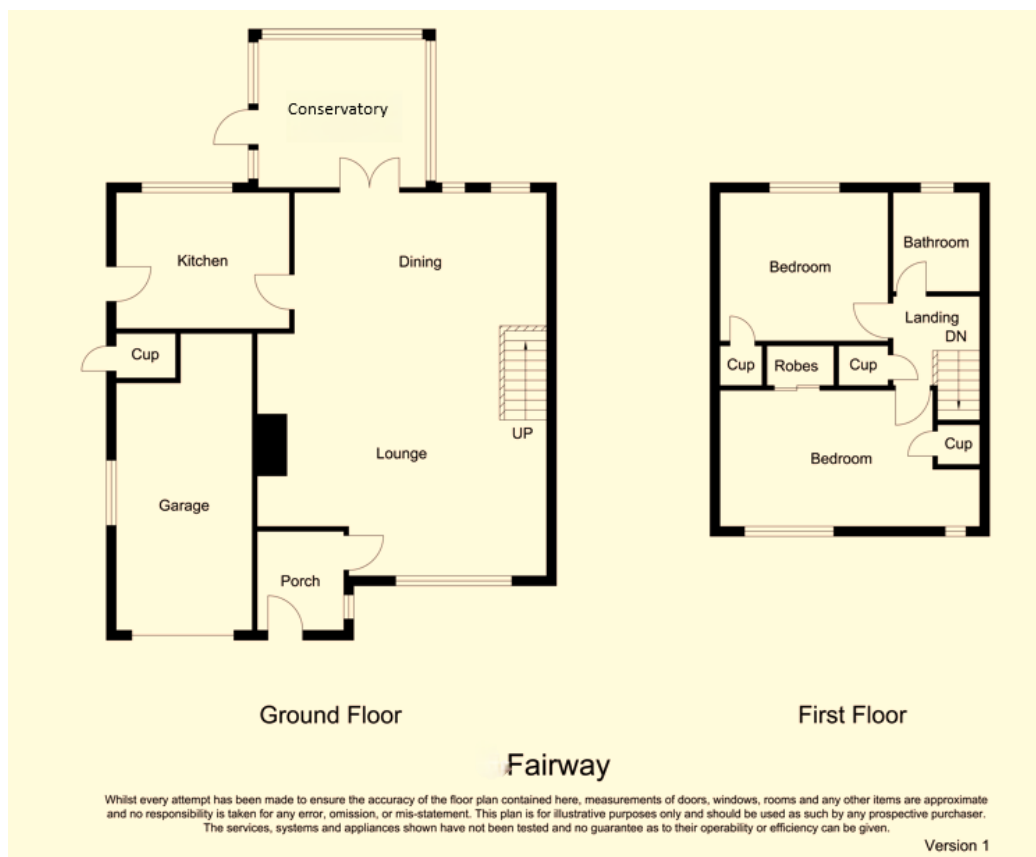 Conservatory
Kitchen
Dining
Cup
UP
Lounge
Garage
Porch
Ground Floor
Bedroom
Bathroom
Landing
DN
Cup
Robes
Cup
Bedroom
Cup
First Floor
Fairway
Whilst every attempt has been made to ensure the accuracy of the floor plan contained here, measurements of doors, windows, rooms and any other items are approximate
and no responsibility is taken for any error, omission, or mis-statement. This plan is for illustrative purposes only and should be used as such by any prospective purchaser.
The services, systems and appliances shown have not been tested and no guarantee as to their operability or efficiency can be given.
Version 1